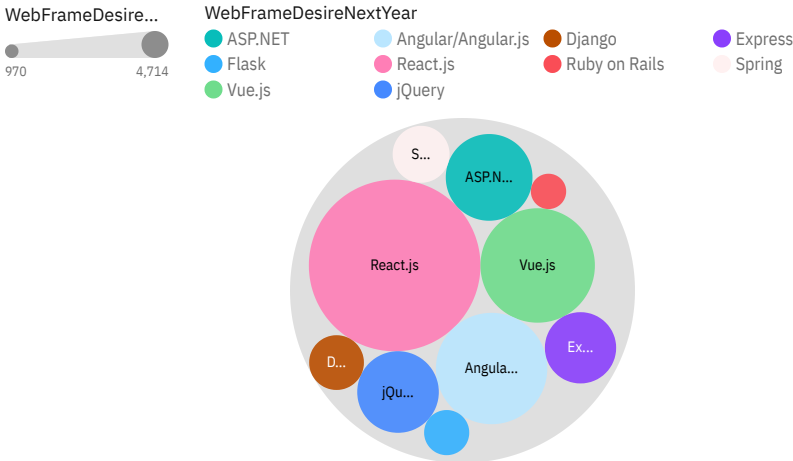 WebFrameDesire...
970 4,714
WebFrameDesireNextYear
ASP.NET Angular/Angular.js Django Express
Flask React.js Ruby on Rails Spring
Vue.js jQuery
S...
ASP.N...
React.js
Vue.js
Ex...
D...
Angula...
jQu...